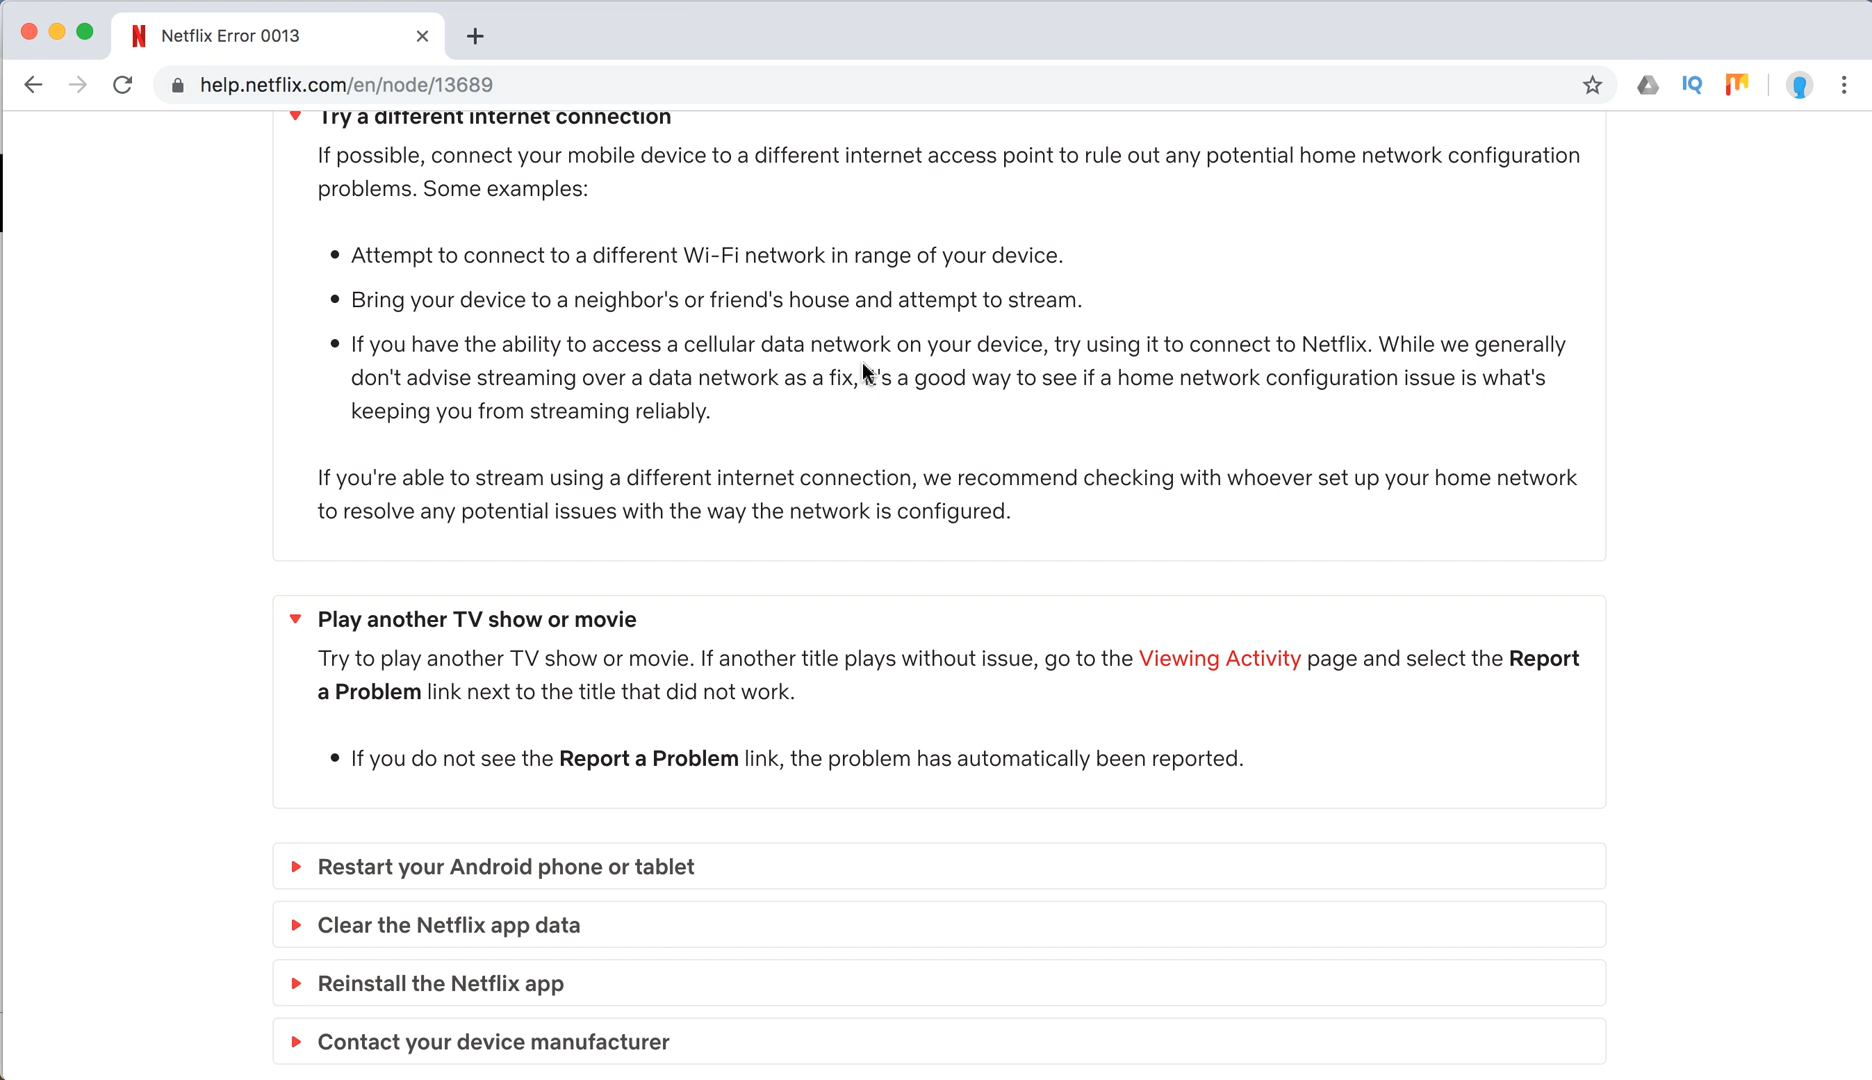 Netflix Error 0013
help.netflix.com/en/node/13689
IQ
Try a different internet connection
If possible, connect your mobile device to a different internet access point to rule out any potential home network configuration
problems. Some examples:
• Attempt to connect to a different Wi-Fi network in range of your device.
• Bring your device to a neighbor's or friend's house and attempt to stream.
• If you have the ability to access a cellular data network on your device, try using it to connect to Netflix. While we generally
don't advise streaming over a data network as a fix, it's a good way to see if a home network configuration issue is what's
keeping you from streaming reliably.
If you're able to stream using a different internet connection, we recommend checking with whoever set up your home network
to resolve any potential issues with the way the network is configured.
Play another TV show or movie
Try to play another TV show or movie. If another title plays without issue, go to the Viewing Activity page and select the Report
a Problem link next to the title that did not work.
• If you do not see the Report a Problem link, the problem has automatically been reported.
Restart your Android phone or tablet
Clear the Netflix app data
Reinstall the Netflix app
Contact your device manufacturer